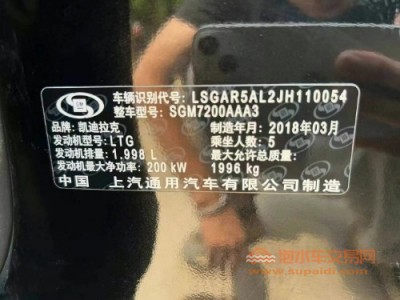 车辆识别代号: LSGAR5AL2JH110054
整车型号: SGM7200AAA3
品牌: 凯迪拉克 制造年月: 2018年03月
发动机型号: LTG 乘坐人数: 5
发动机排量: 1.998 L 最大允许总质量:
发动机最大净功率: 200 kW 1996 kg
中国 上汽通用汽车有限公司制造
www.supaidi.com